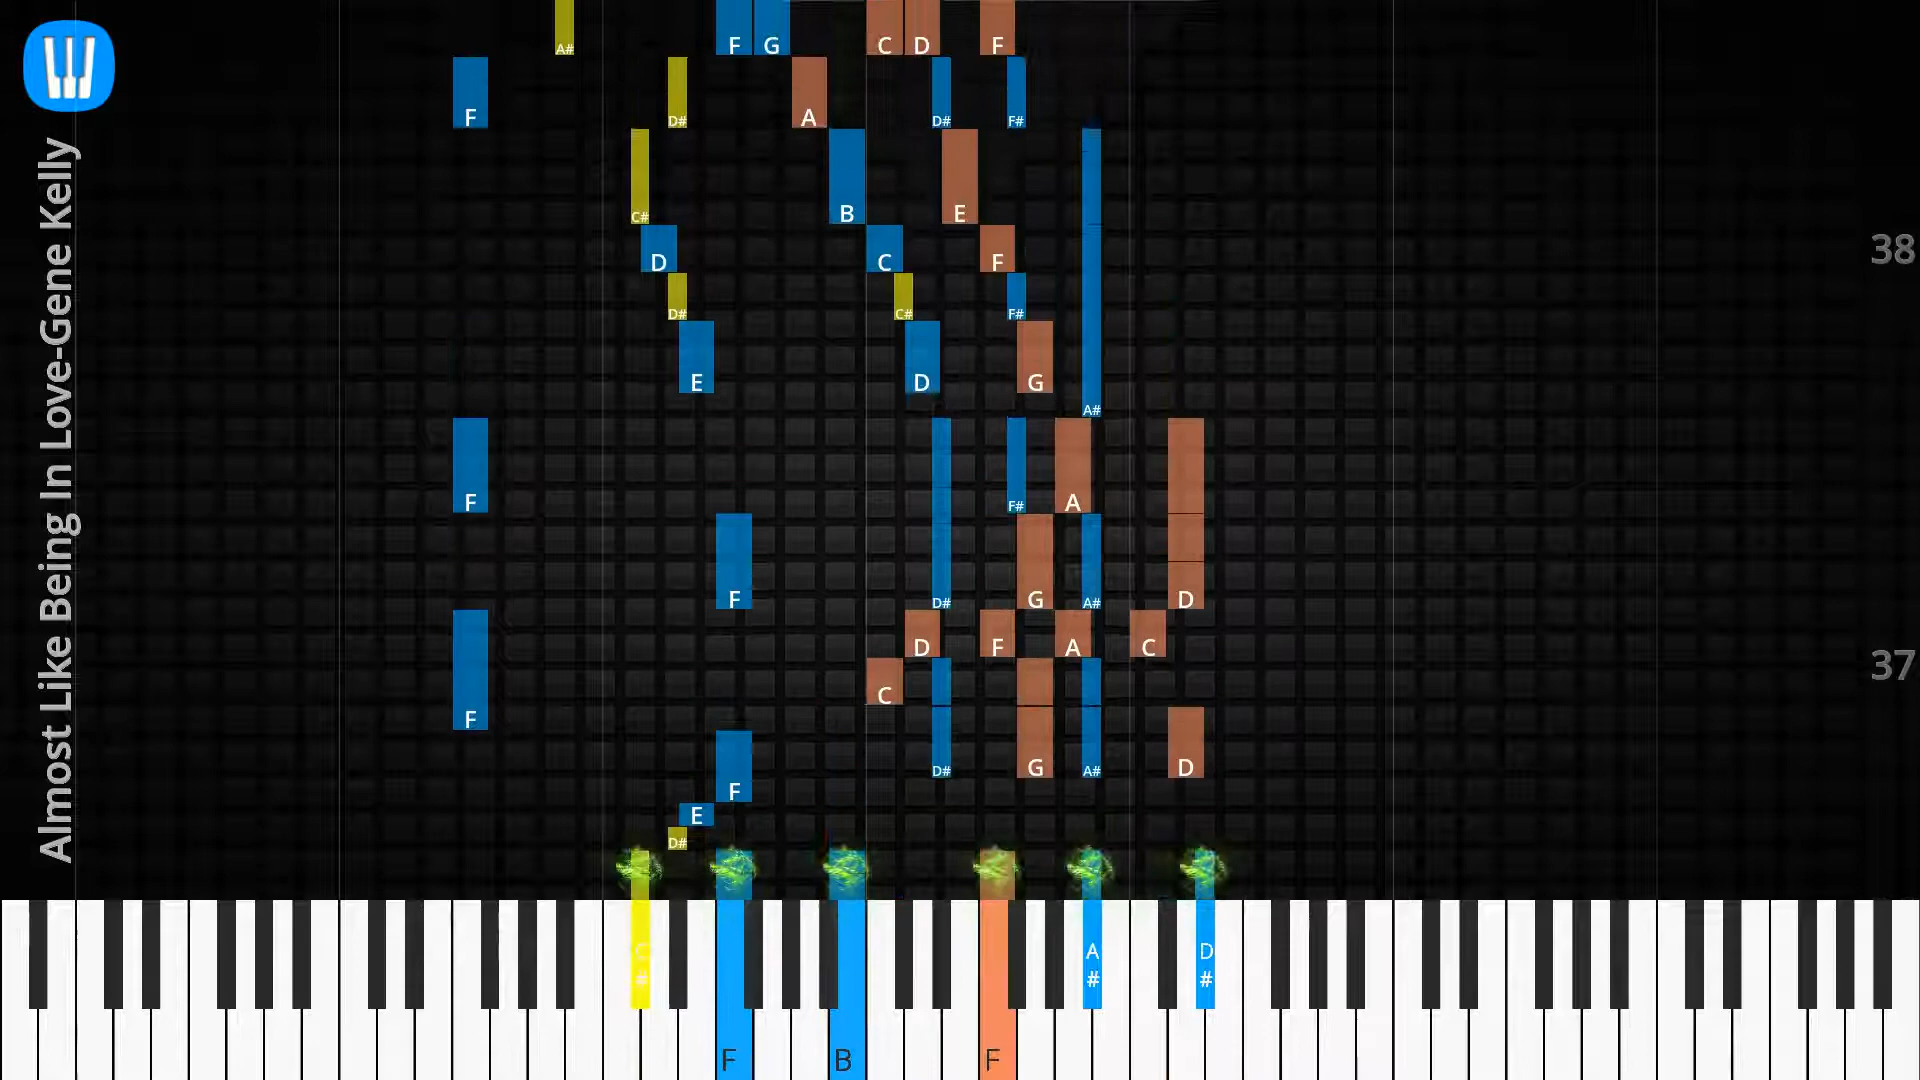 Almost Like Being In Love-Gene Kelly
A# F G C D F
F D# A D# F#
C# B E
38
D C F
D# C# F#
E D G
A#
F F# A
F D# G A# D
D F A C
37
C
F
D# G A# D
F
E
D#
C# A# D#
F B F